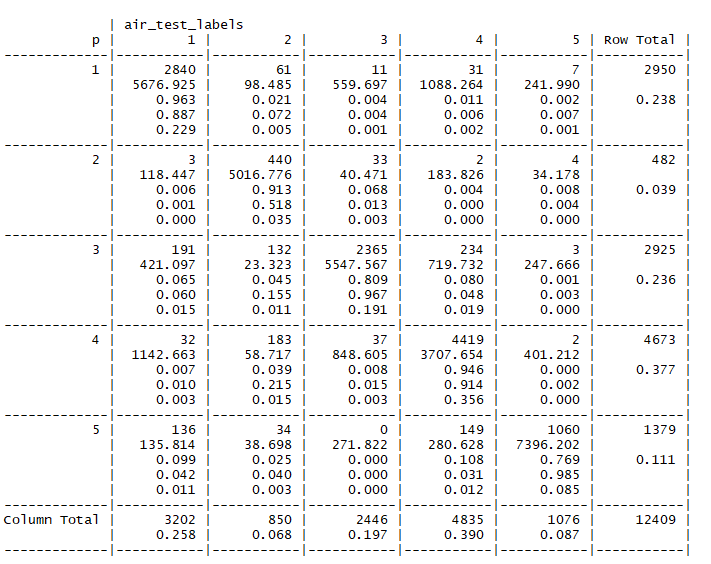 | air_test_labels
           p |         1 |         2 |         3 |         4 |         5 | Row Total |
-------------|-----------|-----------|-----------|-----------|-----------|-----------|
           1 |      2840 |        61 |        11 |        31 |         7 |      2950 |
             |  5676.925 |    98.485 |   559.697 |  1088.264 |   241.990 |           |
             |     0.963 |     0.021 |     0.004 |     0.011 |     0.002 |     0.238 |
             |     0.887 |     0.072 |     0.004 |     0.006 |     0.007 |           |
             |     0.229 |     0.005 |     0.001 |     0.002 |     0.001 |           |
-------------|-----------|-----------|-----------|-----------|-----------|-----------|
           2 |         3 |       440 |        33 |         2 |         4 |       482 |
             |   118.447 |  5016.776 |    40.471 |   183.826 |    34.178 |           |
             |     0.006 |     0.913 |     0.068 |     0.004 |     0.008 |     0.039 |
             |     0.001 |     0.518 |     0.013 |     0.000 |     0.004 |           |
             |     0.000 |     0.035 |     0.003 |     0.000 |     0.000 |           |
-------------|-----------|-----------|-----------|-----------|-----------|-----------|
           3 |       191 |       132 |      2365 |       234 |         3 |      2925 |
             |   421.097 |    23.323 |  5547.567 |   719.732 |   247.666 |           |
             |     0.065 |     0.045 |     0.809 |     0.080 |     0.001 |     0.236 |
             |     0.060 |     0.155 |     0.967 |     0.048 |     0.003 |           |
             |     0.015 |     0.011 |     0.191 |     0.019 |     0.000 |           |
-------------|-----------|-----------|-----------|-----------|-----------|-----------|
           4 |        32 |       183 |        37 |      4419 |         2 |      4673 |
             |  1142.663 |    58.717 |   848.605 |  3707.654 |   401.212 |           |
             |     0.007 |     0.039 |     0.008 |     0.946 |     0.000 |     0.377 |
             |     0.010 |     0.215 |     0.015 |     0.914 |     0.002 |           |
             |     0.003 |     0.015 |     0.003 |     0.356 |     0.000 |           |
-------------|-----------|-----------|-----------|-----------|-----------|-----------|
           5 |       136 |        34 |         0 |       149 |      1060 |      1379 |
             |   135.814 |    38.698 |   271.822 |   280.628 |  7396.202 |           |
             |     0.099 |     0.025 |     0.000 |     0.108 |     0.769 |     0.111 |
             |     0.042 |     0.040 |     0.000 |     0.031 |     0.985 |           |
             |     0.011 |     0.003 |     0.000 |     0.012 |     0.085 |           |
-------------|-----------|-----------|-----------|-----------|-----------|-----------|
Column Total |      3202 |       850 |      2446 |      4835 |      1076 |     12409 |
             |     0.258 |     0.068 |     0.197 |     0.390 |     0.087 |           |
-------------|-----------|-----------|-----------|-----------|-----------|-----------|